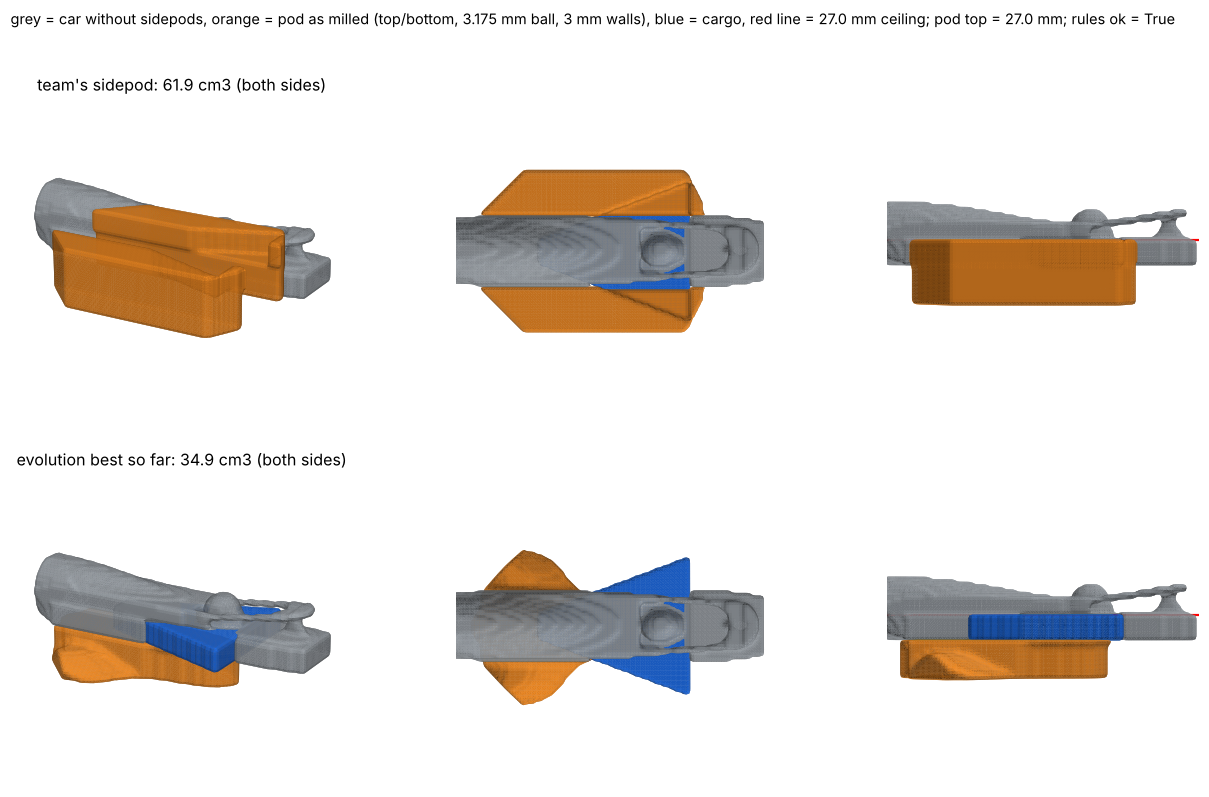 grey = car without sidepods, orange = pod as milled (top/bottom, 3.175 mm ball, 3 mm walls), blue = cargo, red line = 27.0 mm ceiling; pod top = 27.0 mm; rules ok = True
team's sidepod: 61.9 cm3 (both sides)
evolution best so far: 34.9 cm3 (both sides)